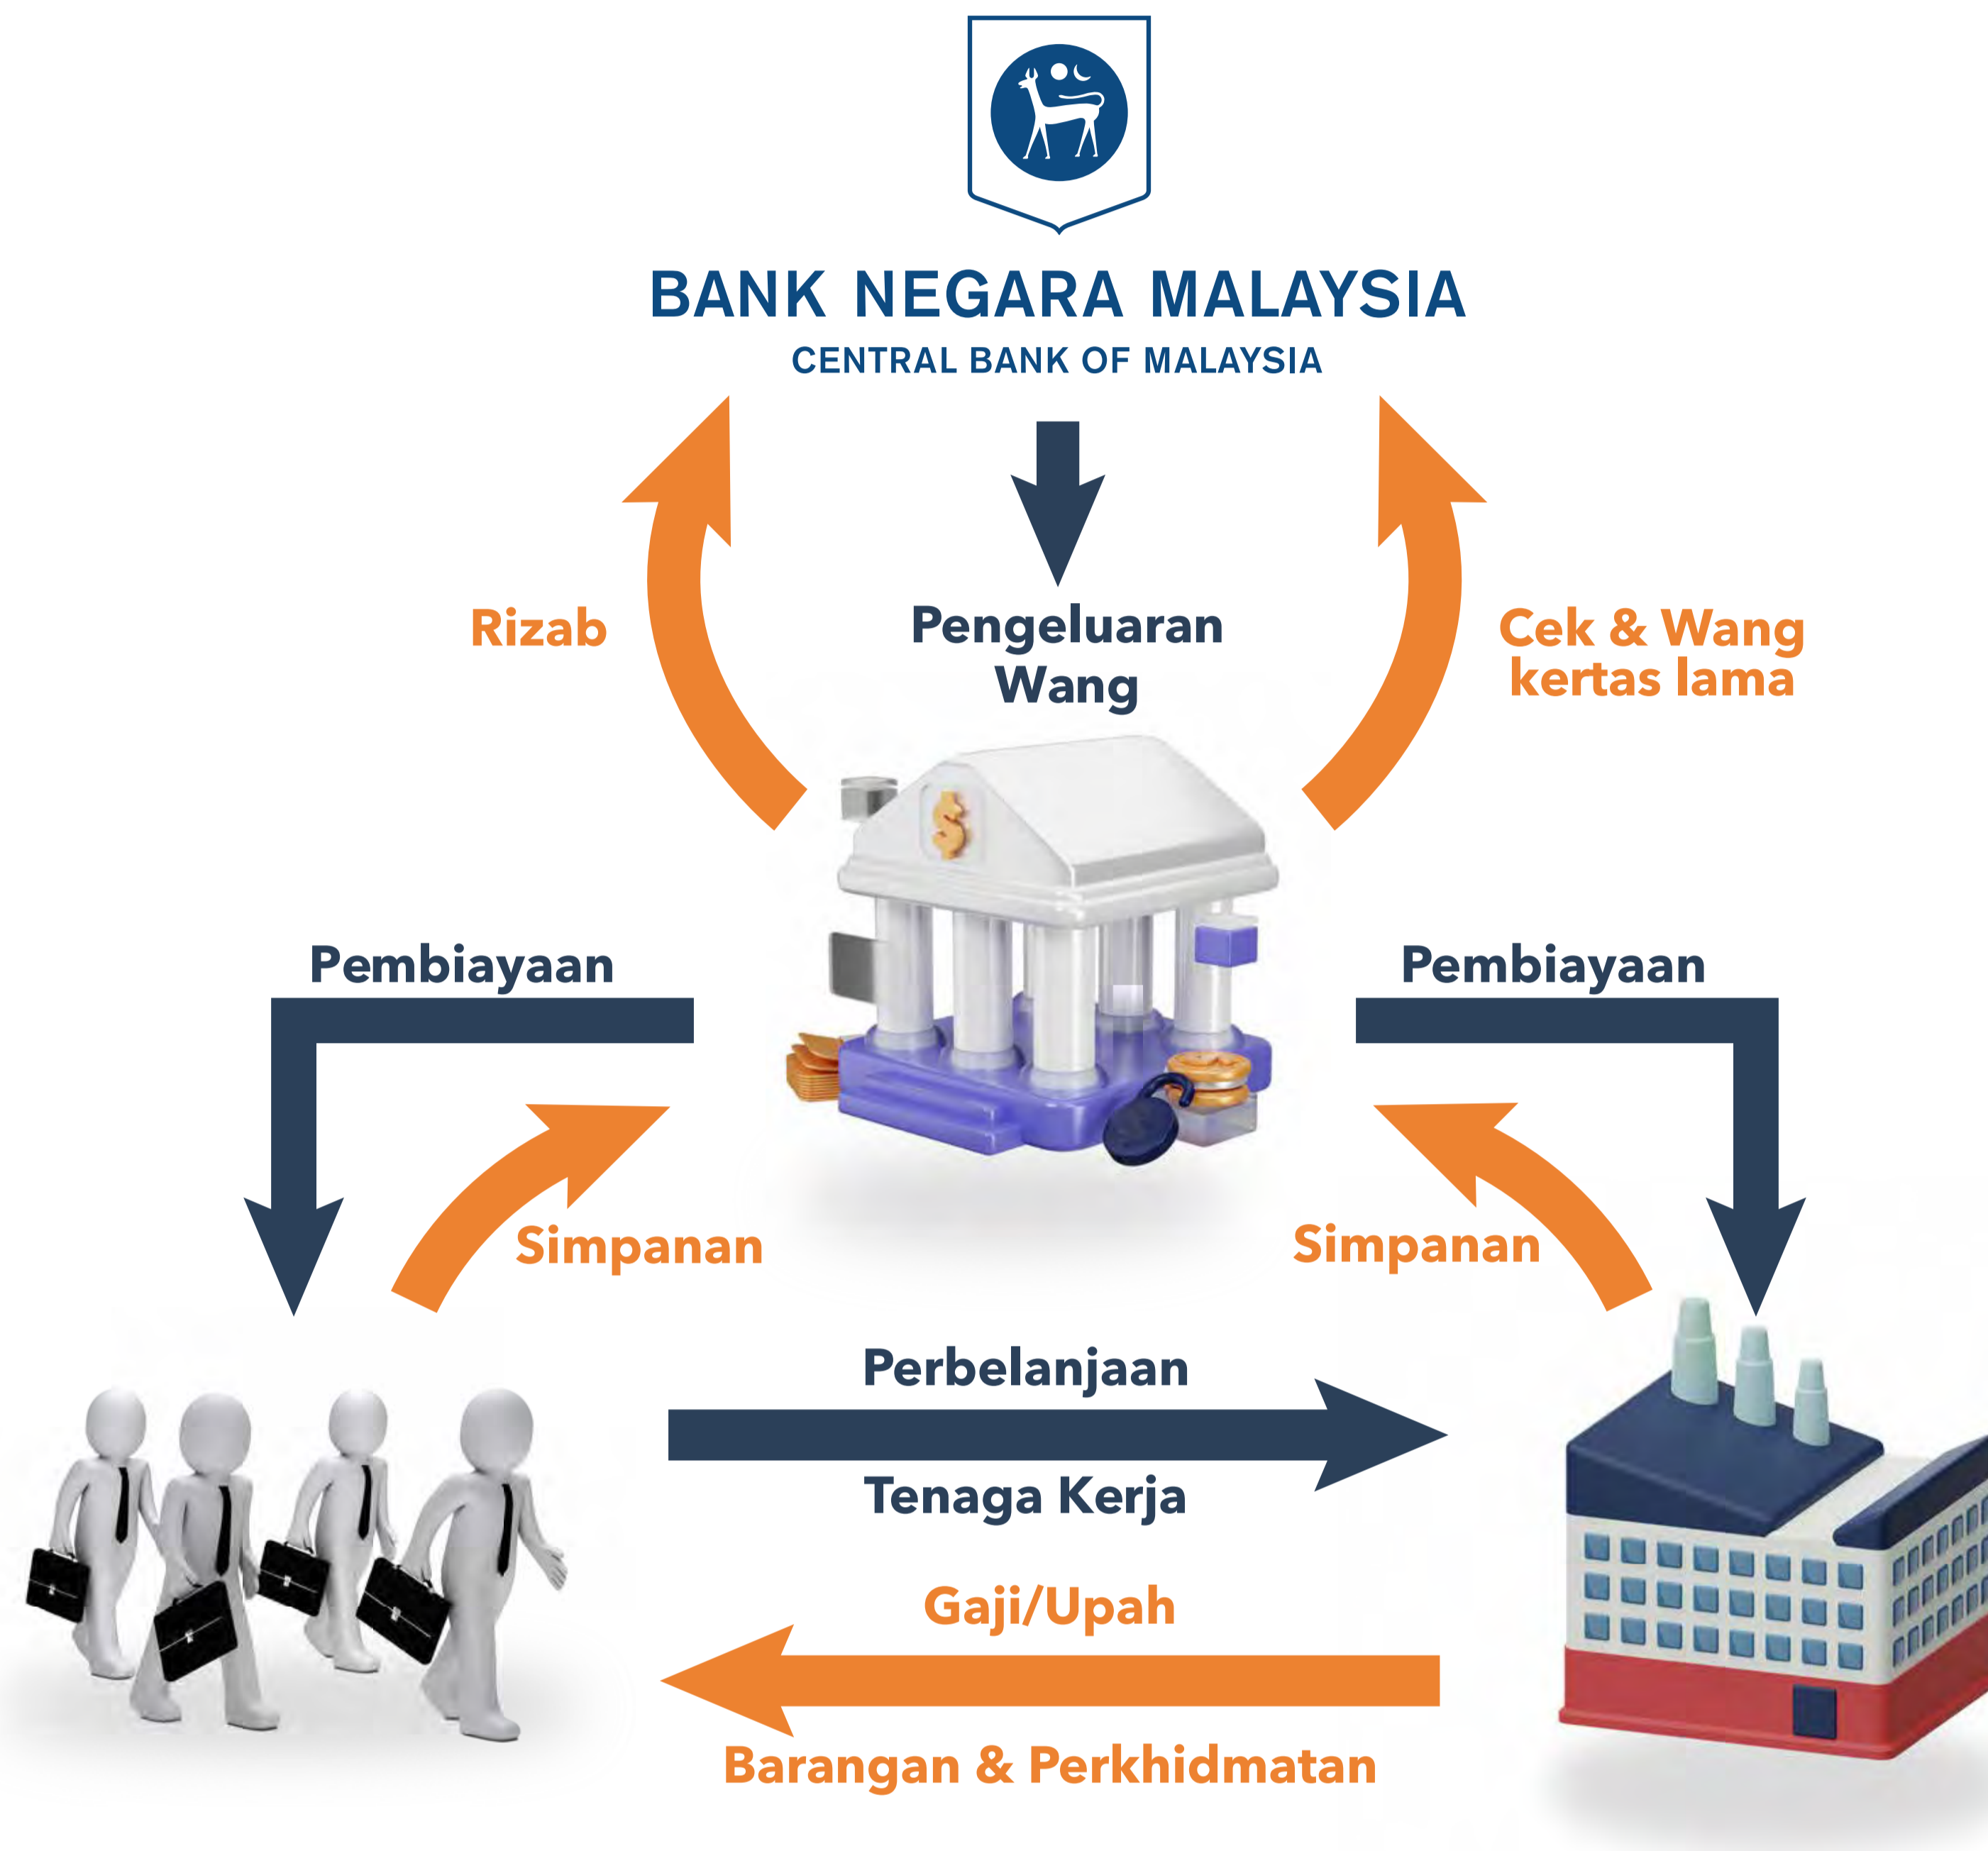 BANK NEGARA MALAYSIA
CENTRAL BANK OF MALAYSIA
Rizab
Pengeluaran
Wang
Cek & Wang
kertas lama
$
Pembiayaan
Pembiayaan
Simpanan
Simpanan
Perbelanjaan
Tenaga Kerja
Gaji/Upah
Barangan & Perkhidmatan